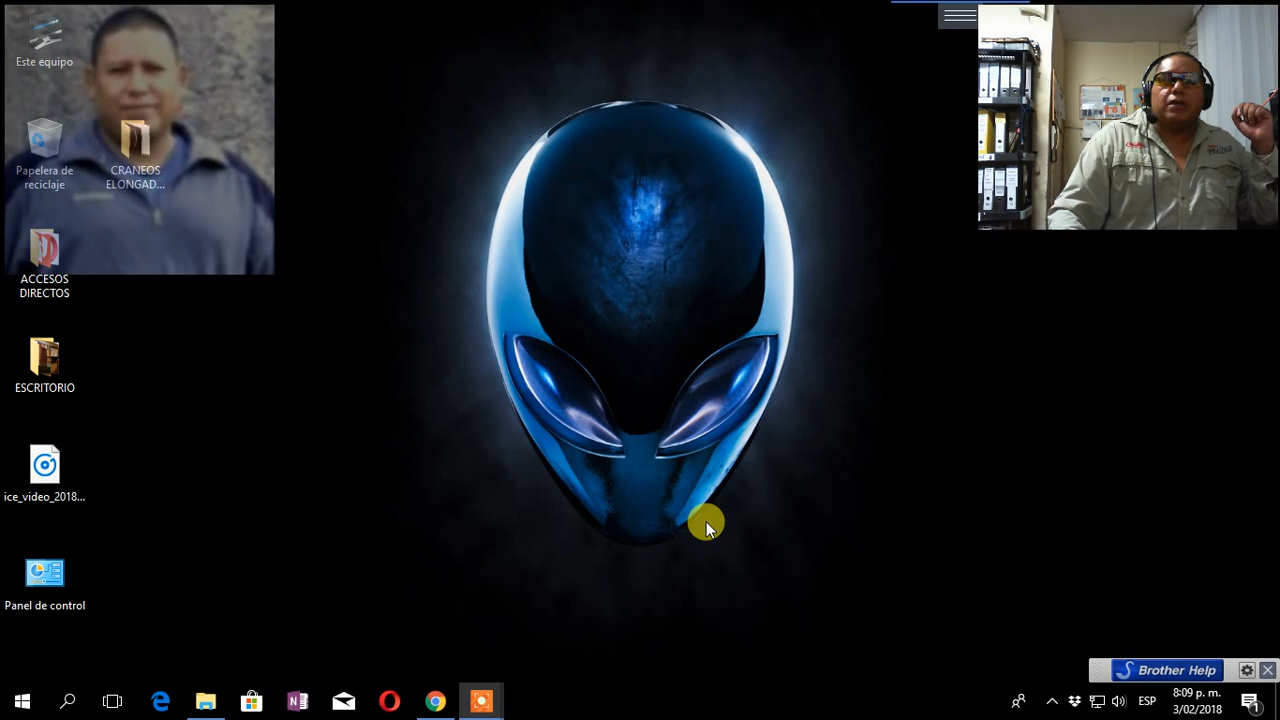 Este equipo
Papelera de
reciclaje
CRANEOS
ELONGAD...
ACCESOS
DIRECTOS
ESCRITORIO
ice_video_2018...
Panel de control
Brother Help
ESP
8:09 p. m.
3/02/2018
1